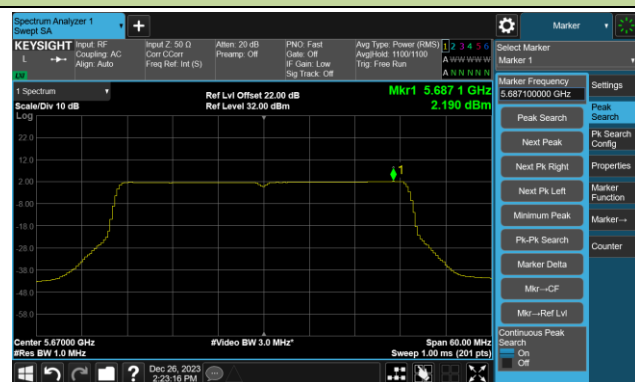 Spectrum Analyzer 1
Swept SA
Marker
KEYSIGHT
L
LV
Input: RF
Coupling: AC
Align: Auto
Input Z: 50 Ω
Corr CCorr
Freq Ref: Int (S)
Atten: 20 dB
Preamp: Off
PNO: Fast
Gate: Off
IF Gain: Low
Sig Track: Off
Avg Type: Power (RMS)
Avg|Hold: 1100/1100
Trig: Free Run
1 2 3 4 5 6
A W W W W W
A N N N N N
Select Marker
Marker 1
1 Spectrum
Scale/Div 10 dB
Log
Ref Lvl Offset 22.00 dB
Ref Level 32.00 dBm
Mkr1 5.687 1 GHz
2.190 dBm
1
22.0
12.0
2.00
-8.00
-18.0
-28.0
-38.0
-48.0
-58.0
Center 5.67000 GHz
#Res BW 1.0 MHz
#Video BW 3.0 MHz*
Span 60.00 MHz
Sweep 1.00 ms (201 pts)
Marker Frequency
5.687100000 GHz
Peak Search
Next Peak
Next Pk Right
Next Pk Left
Minimum Peak
Pk-Pk Search
Marker Delta
Mkr→CF
Mkr→Ref Lvl
Continuous Peak
Search
On
Off
Settings
Peak
Search
Pk Search
Config
Properties
Marker
Function
Marker→
Counter
Dec 26, 2023
2:23:16 PM